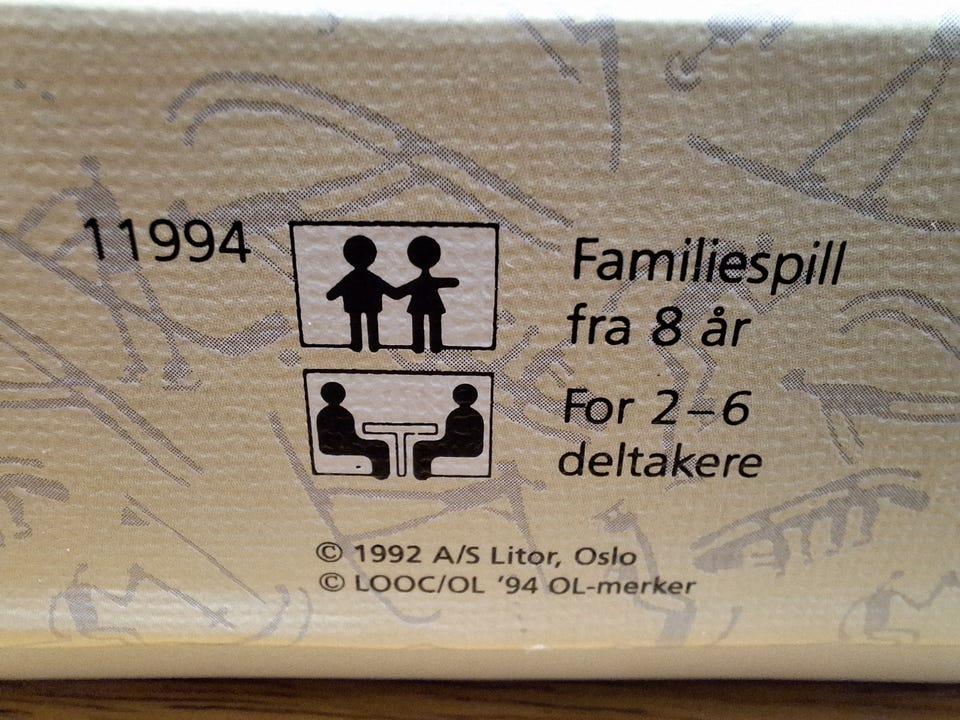 11994
Familiespill
fra 8 år
For 2–6
deltakere
© 1992 A/S Litor, Oslo
© LOOC/OL '94 OL-merker